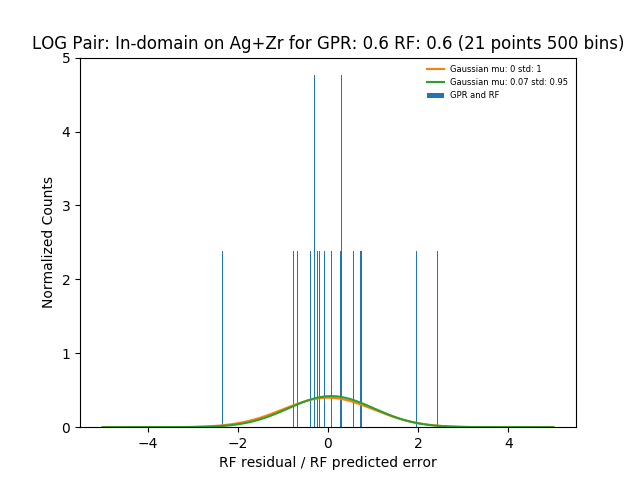 LOG Pair: In-domain on Ag+Zr for GPR: 0.6 RF: 0.6 (21 points 500 bins)
Gaussian mu: 0 std: 1
Gaussian mu: 0.07 std: 0.95
GPR and RF
Normalized Counts
5
4
3
2
1
0
−4 −2 0 2 4
RF residual / RF predicted error